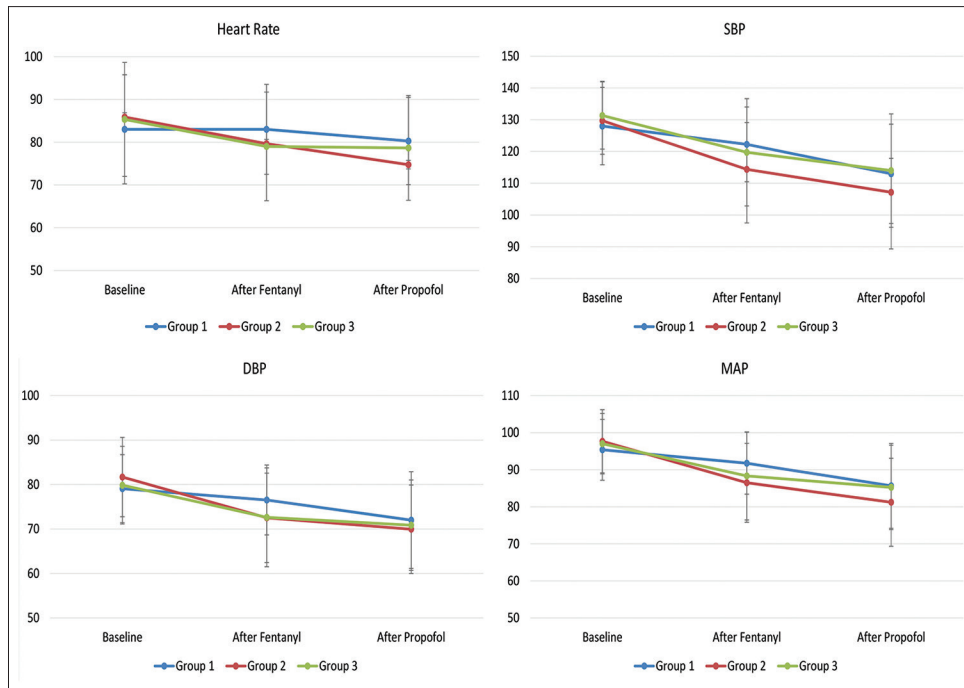 Heart Rate
100
90
80
70
60
50
Baseline After Fentanyl After Propofol
Group 1 Group 2 Group 3
SBP
150
140
130
120
110
100
90
80
Baseline After Fentanyl After Propofol
Group 1 Group 2 Group 3
DBP
100
90
80
70
60
50
Baseline After Fentanyl After Propofol
Group 1 Group 2 Group 3
MAP
110
100
90
80
70
60
50
Baseline After Fentanyl After Propofol
Group 1 Group 2 Group 3